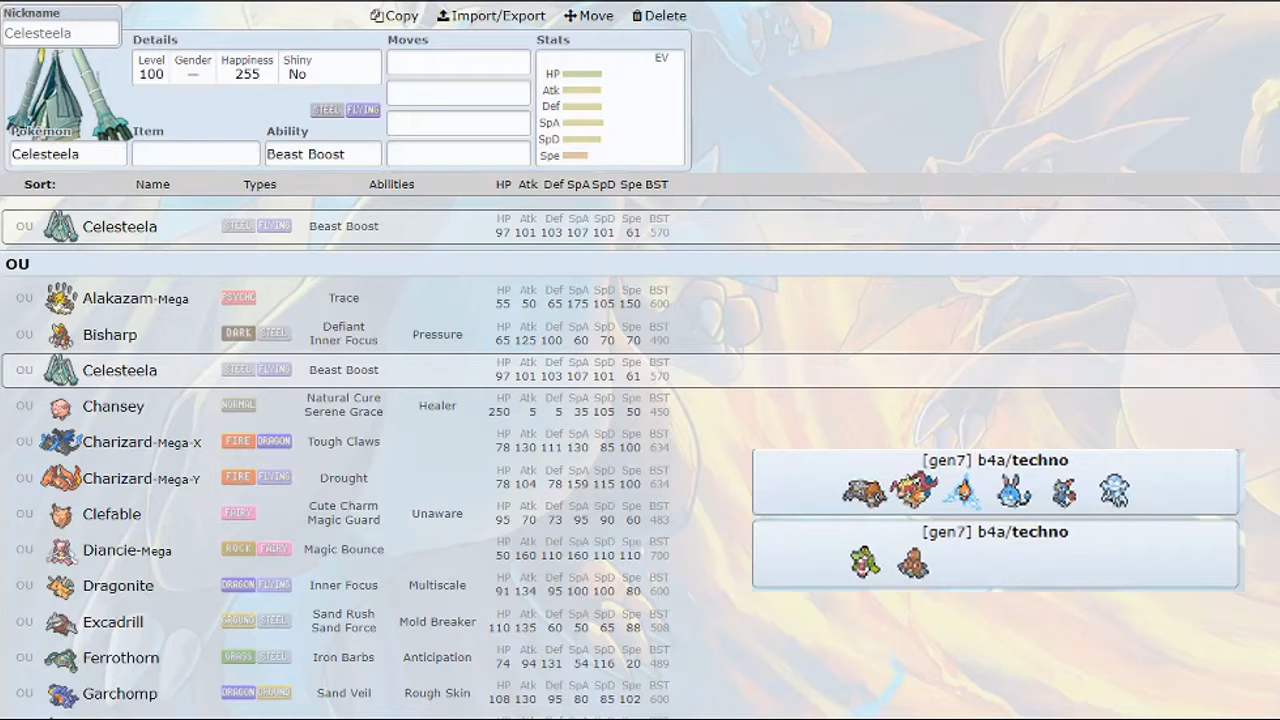 Nickname
Celesteela
Copy Import/Export Move Delete
Details
Level Gender Happiness Shiny
100 — 255 No
STEEL FLYING
Moves
Stats
EV
HP
Atk
Def
SpA
SpD
Spe
Pokémon Item Ability
Celesteela Beast Boost
Sort: Name Types Abilities HP Atk Def SpA SpD Spe BST
OU Celesteela STEEL FLYING Beast Boost HP Atk Def SpA SpD Spe BST
97 101 103 107 101 61 570
OU
OU Alakazam-Mega PSYCHC Trace HP Atk Def SpA SpD Spe BST
55 50 65 175 105 150 600
OU Bisharp DARK STEEL Defiant Inner Focus Pressure HP Atk Def SpA SpD Spe BST
65 125 100 60 70 70 490
OU Celesteela STEEL FLYING Beast Boost HP Atk Def SpA SpD Spe BST
97 101 103 107 101 61 570
OU Chansey NORMAL Natural Cure Serene Grace Healer HP Atk Def SpA SpD Spe BST
250 5 5 35 105 50 450
OU Charizard-Mega-X FIRE DRAGON Tough Claws HP Atk Def SpA SpD Spe BST
78 130 111 130 85 100 634
OU Charizard-Mega-Y FIRE FLYING Drought HP Atk Def SpA SpD Spe BST
78 104 78 159 115 100 634
OU Clefable FAIRY Cute Charm Magic Guard Unaware HP Atk Def SpA SpD Spe BST
95 70 73 95 90 60 483
OU Diancie-Mega ROCK FAIRY Magic Bounce HP Atk Def SpA SpD Spe BST
50 160 110 160 110 110 700
OU Dragonite DRAGON FLYING Inner Focus Multiscale HP Atk Def SpA SpD Spe BST
91 134 95 100 100 80 600
OU Excadrill GROUND STEEL Sand Rush Sand Force Mold Breaker HP Atk Def SpA SpD Spe BST
110 135 60 50 65 88 508
OU Ferrothorn GRASS STEEL Iron Barbs Anticipation HP Atk Def SpA SpD Spe BST
74 94 131 54 116 20 489
OU Garchomp DRAGON GROUND Sand Veil Rough Skin HP Atk Def SpA SpD Spe BST
108 130 95 80 85 102 600
[gen7] b4a/techno
[gen7] b4a/techno